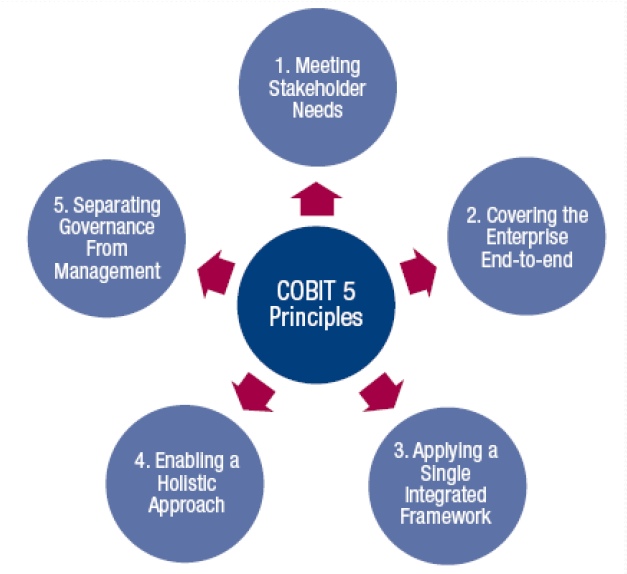 1. Meeting
Stakeholder
Needs
5. Separating
Governance
From
Management
2. Covering the
Enterprise
End-to-end
COBIT 5
Principles
4. Enabling a
Holistic
Approach
3. Applying a
Single
Integrated
Framework